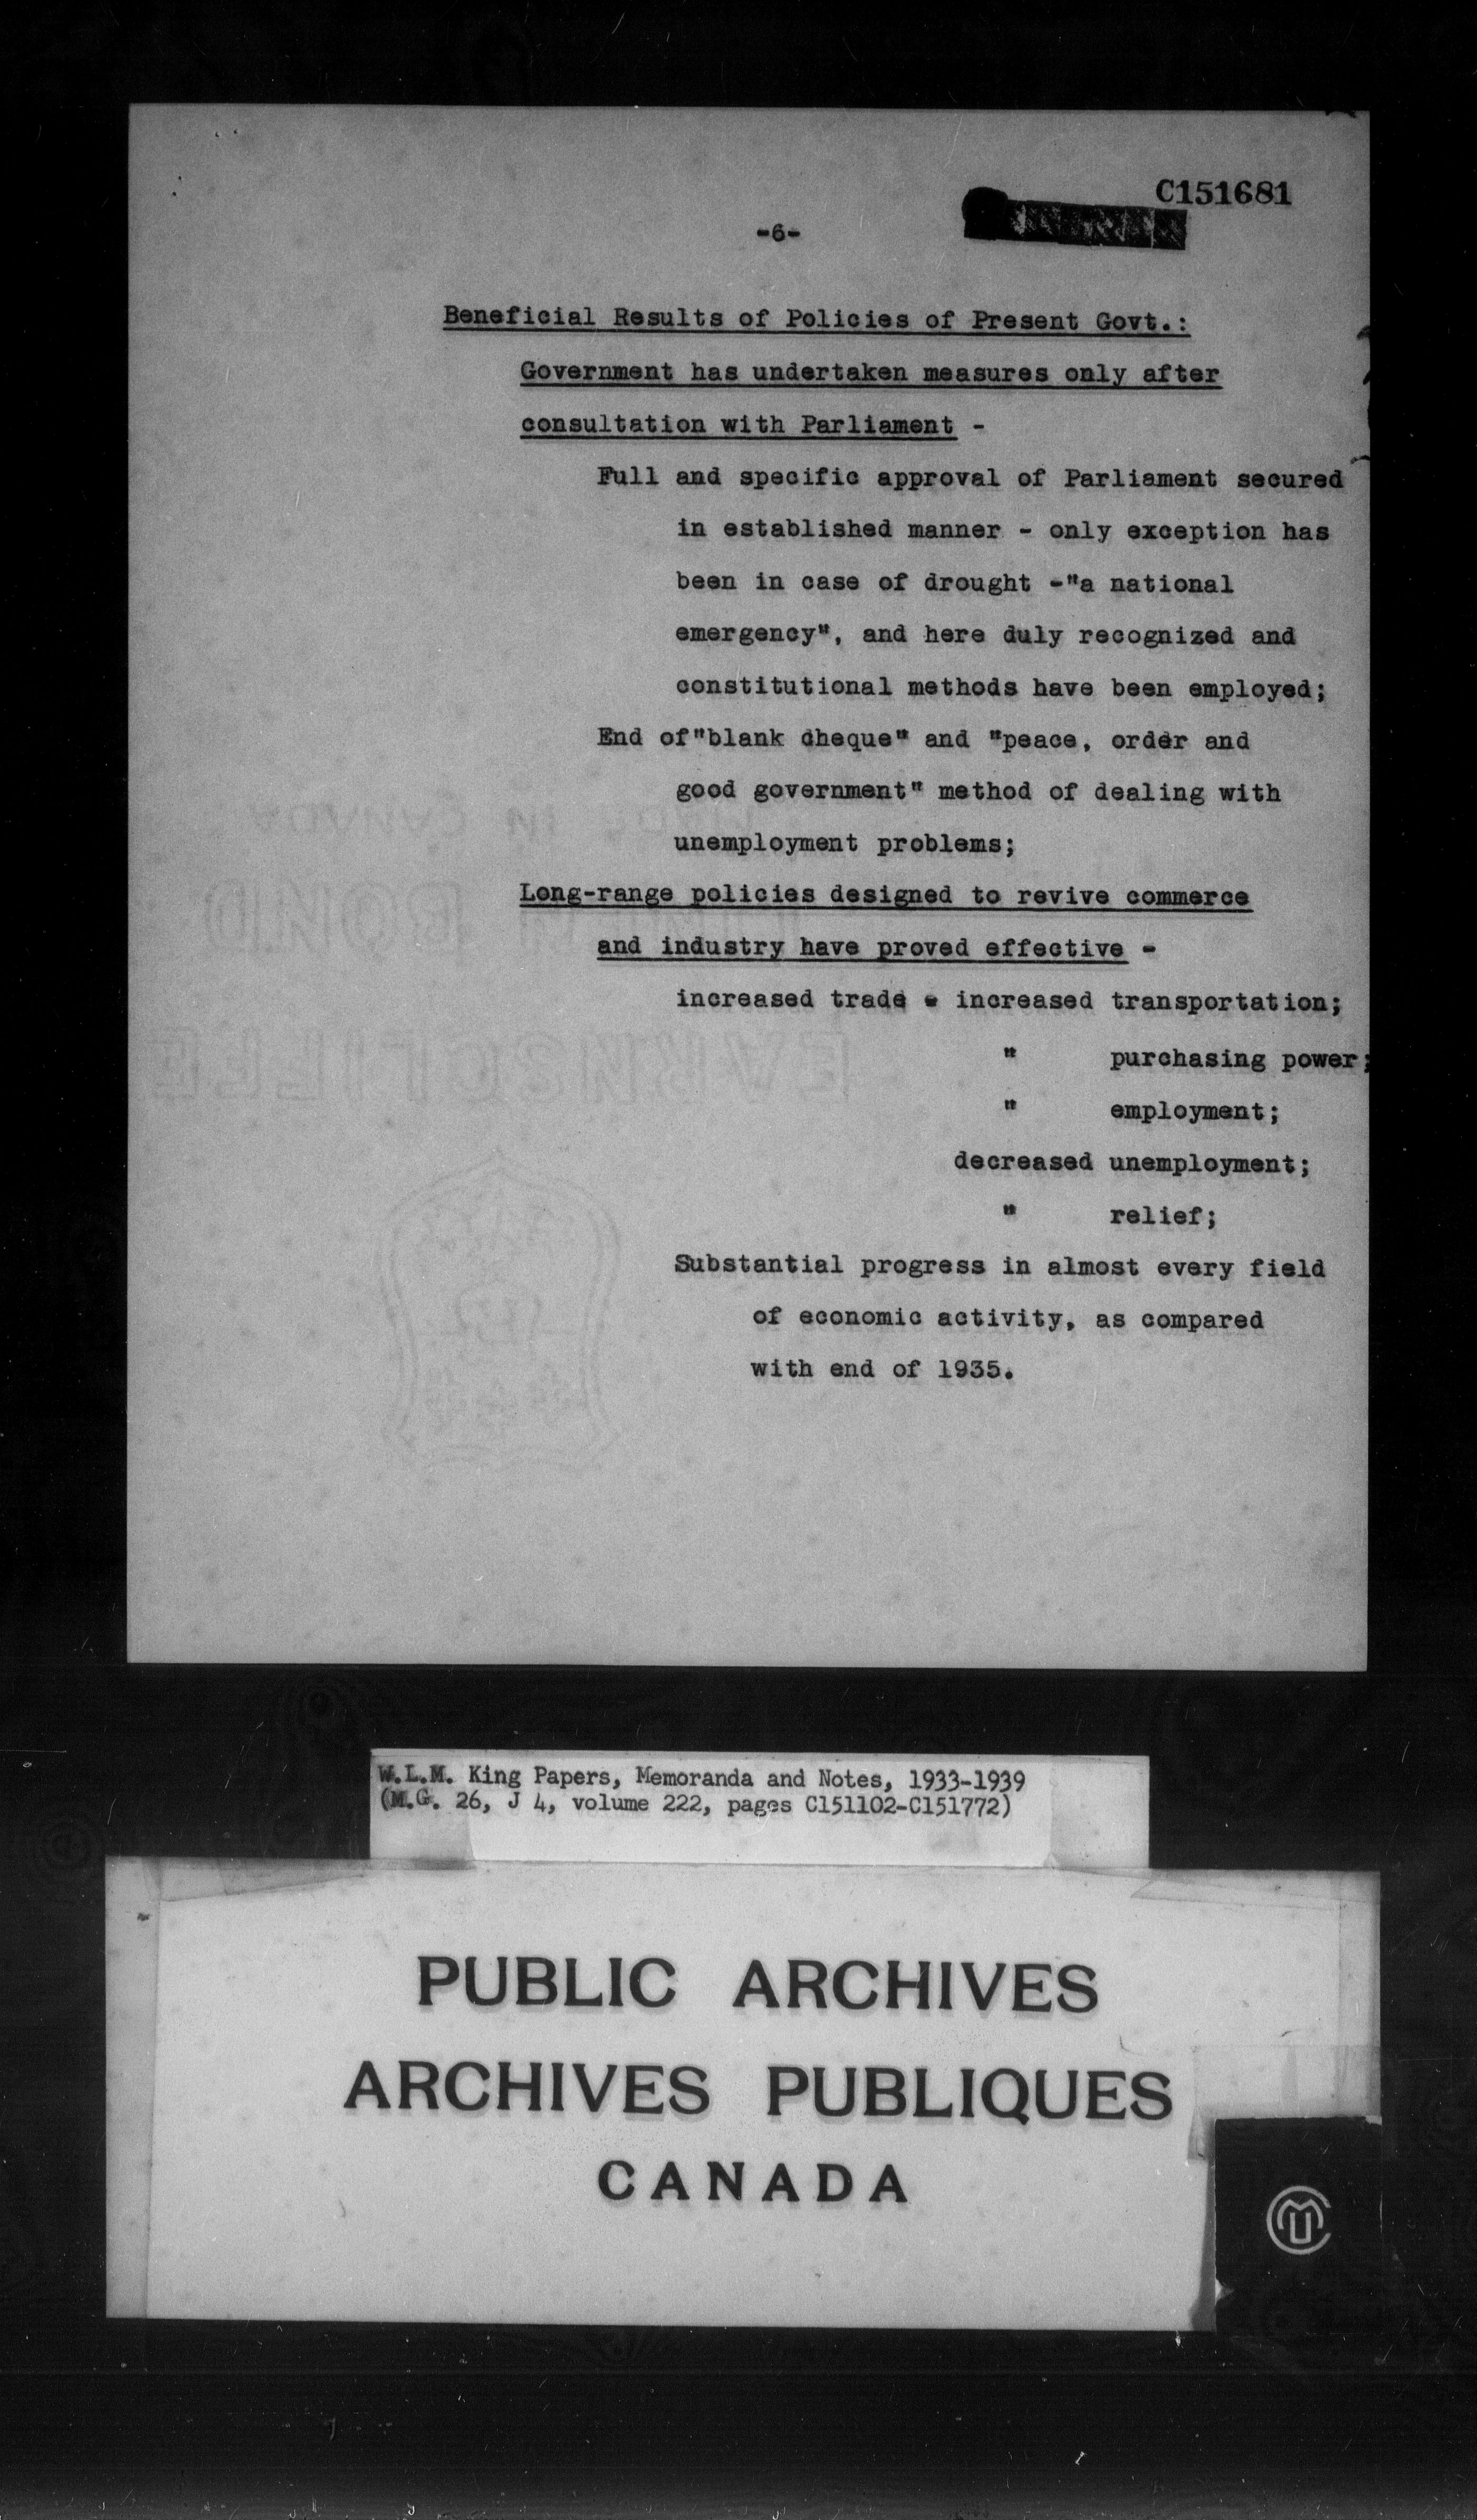 C151681
-6-
Beneficial Results of Policies of Present Govt.:
Government has undertaken measures only after
consultation with Parliament -
Full and specific approval of Parliament secured
in established manner - only exception has
been in case of drought -"a national
emergency", and here duly recognized and
constitutional methods have been employed;
End of"blank cheque" and "peace, order and
good government" method of dealing with
unemployment problems;
Long-range policies designed to revive commerce
and industry have proved effective -
increased trade - increased transportation;
" purchasing power;
" employment;
decreased unemployment;
" relief;
Substantial progress in almost every field
of economic activity, as compared
with end of 1935.
W.L.M. King Papers, Memoranda and Notes, 1933-1939
(M.G. 26, J 4, volume 222, pages C151102-C151772)
PUBLIC ARCHIVES
ARCHIVES PUBLIQUES
CANADA